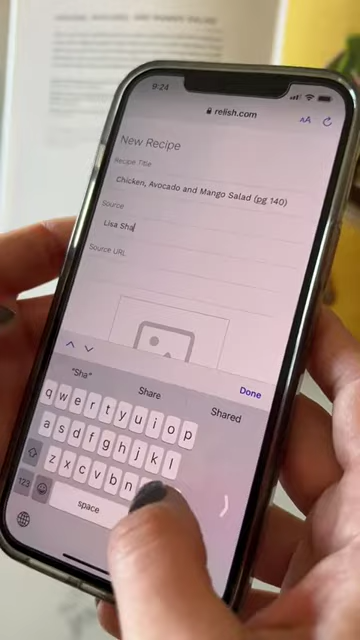 9:24
relish.com
AA
New Recipe
Recipe Title
Chicken, Avocado and Mango Salad (pg 140)
Source
Lisa Sha
Source URL
Done
"Sha" Share Shared
q w e r t y u i o p
a s d f g h j k l
z x c v b n
123 space